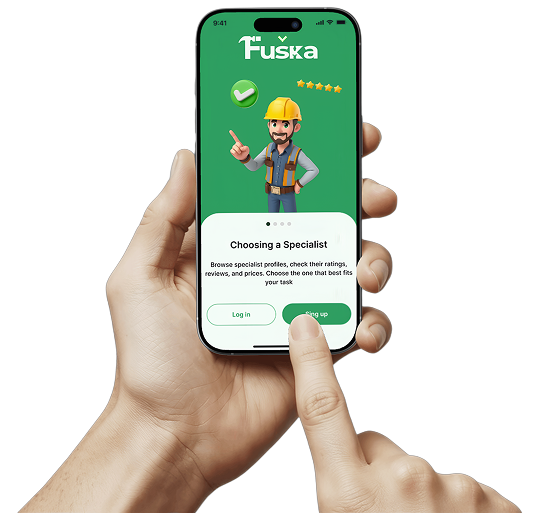 9:41
Fuska
Choosing a Specialist
Browse specialist profiles, check their ratings,
reviews, and prices. Choose the one that best fits
your task
Log in
Sing up